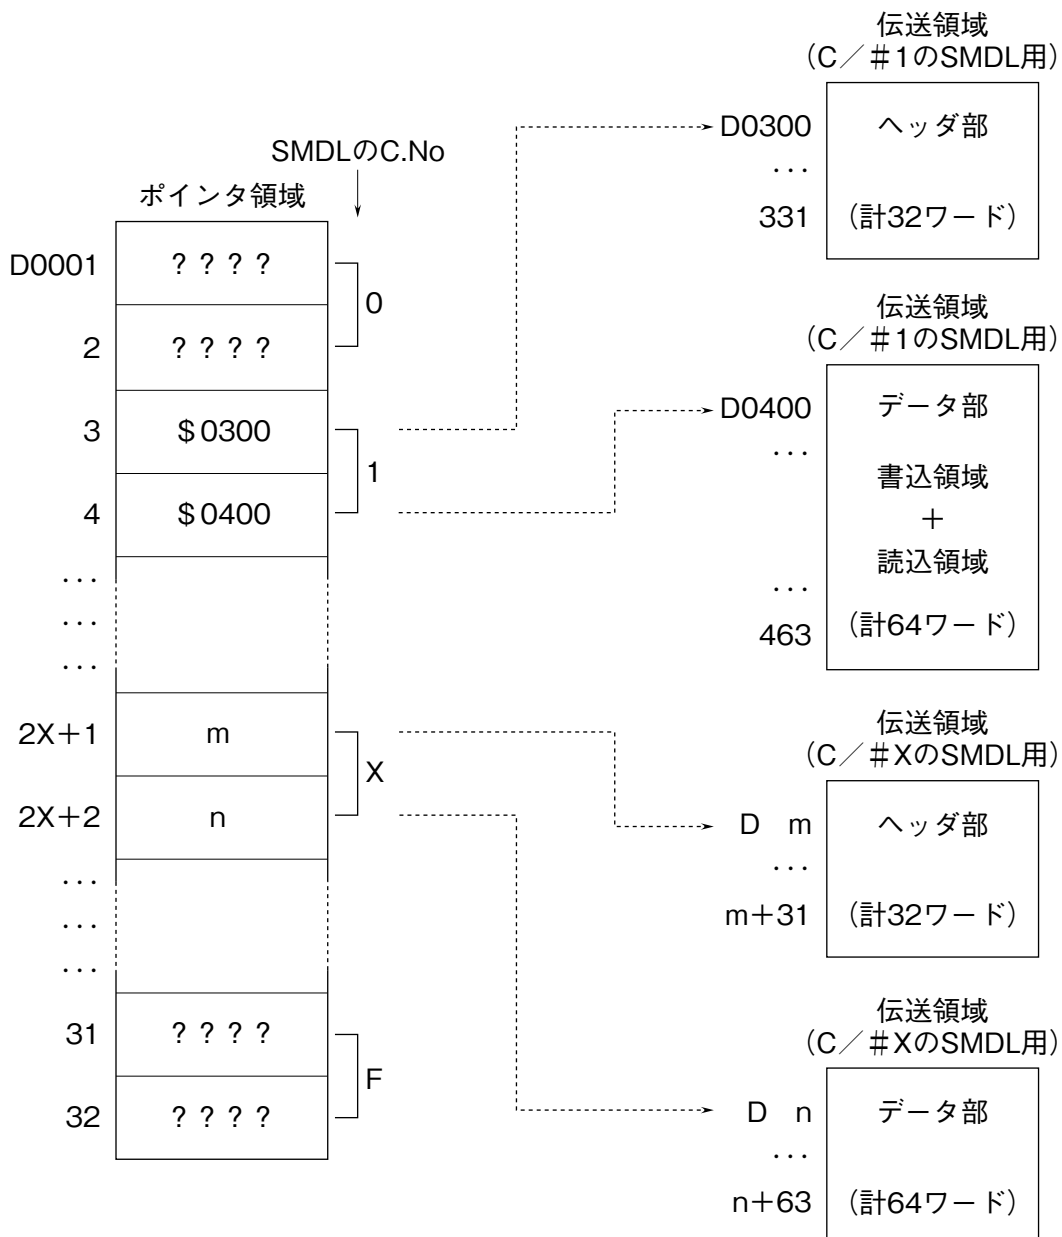 SMDLのC.No
ポインタ領域
D0001 ????
2 ????
0
3 $0300
4 $0400
1
...
...
...
2X+1 m
2X+2 n
X
...
...
...
31 ????
32 ????
F
伝送領域
(C/#1のSMDL用)
D0300 ヘッダ部
...
331 (計32ワード)
伝送領域
(C/#1のSMDL用)
D0400 データ部
...
書込領域
+
読込領域
...
463 (計64ワード)
伝送領域
(C/#XのSMDL用)
D m ヘッダ部
...
m+31 (計32ワード)
伝送領域
(C/#XのSMDL用)
D n データ部
...
n+63 (計64ワード)